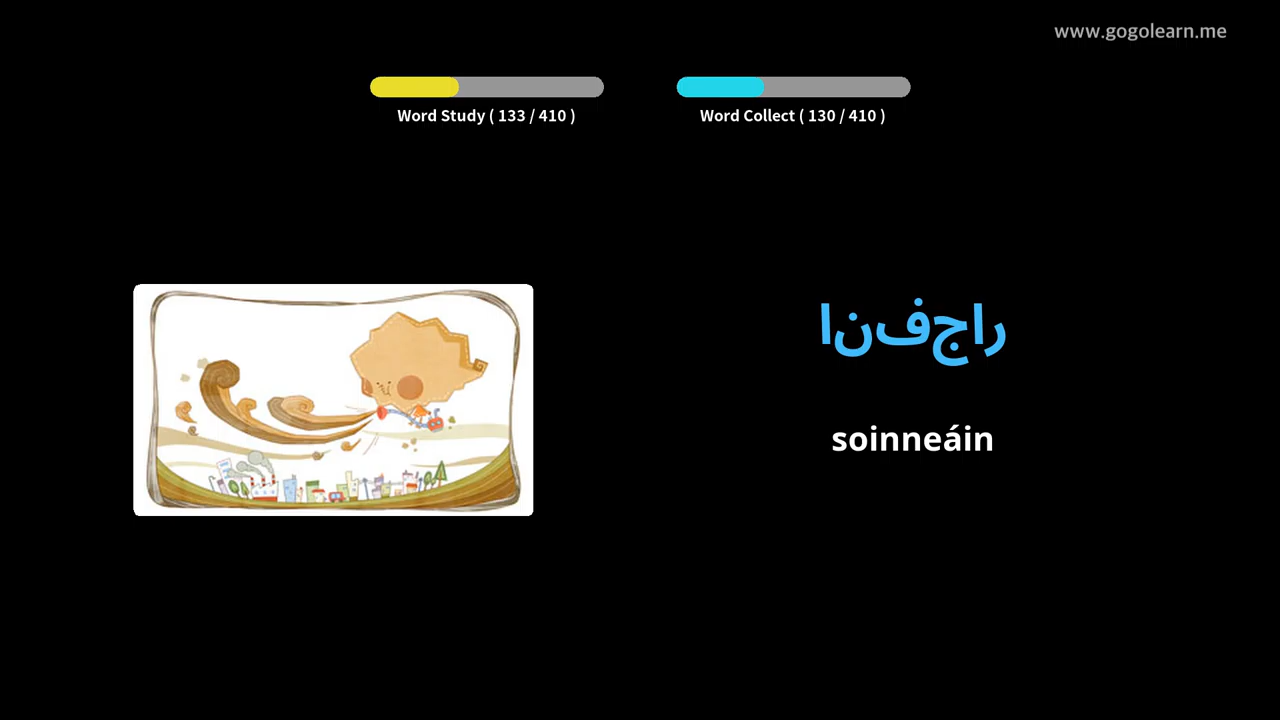 www.gogolearn.me
Word Study ( 133 / 410 )
Word Collect ( 130 / 410 )
انفجار
soinneáin